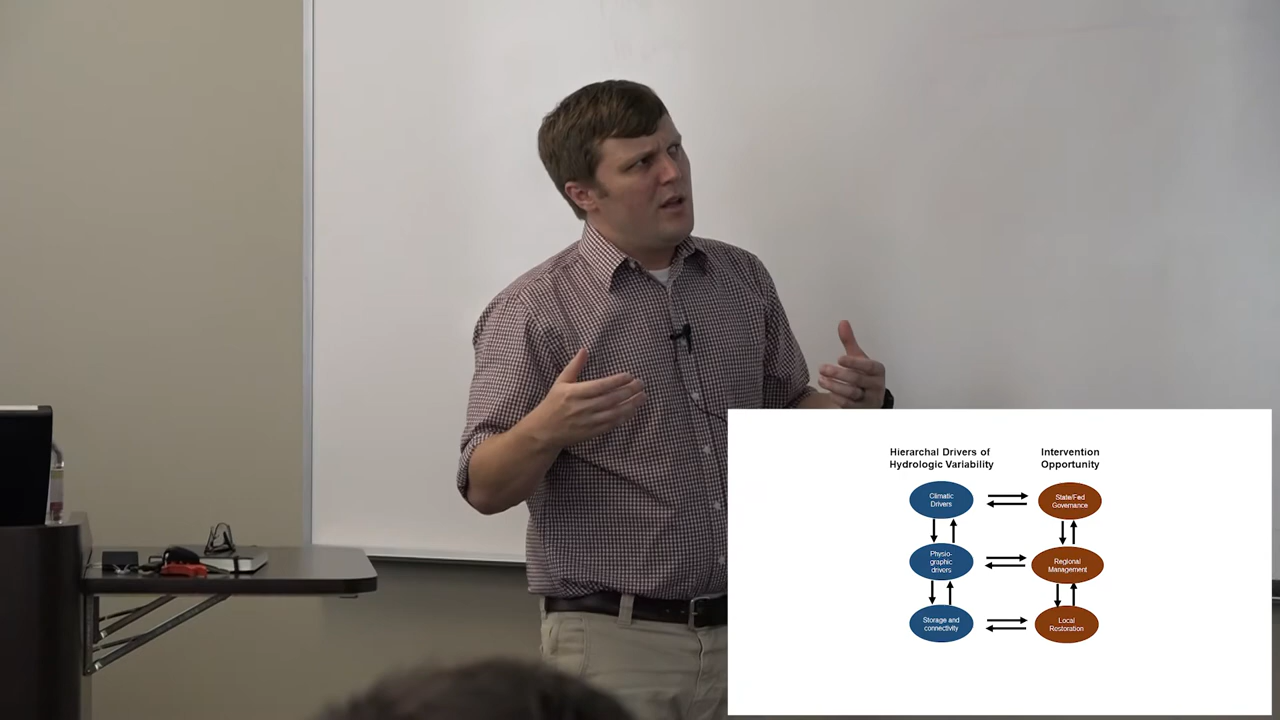 Hierarchal Drivers of
Hydrologic Variability
Intervention
Opportunity
Climatic
Drivers
State/Fed
Governance
Physio-
graphic
drivers
Regional
Management
Storage and
connectivity
Local
Restoration